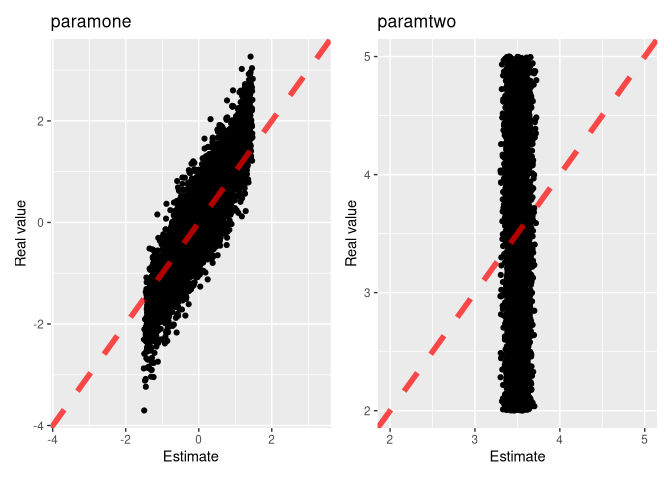 paramone
2
0
-2
-4
-4 -2 0 2
Estimate
Real value
paramtwo
5
4
3
2
2 3 4 5
Estimate
Real value